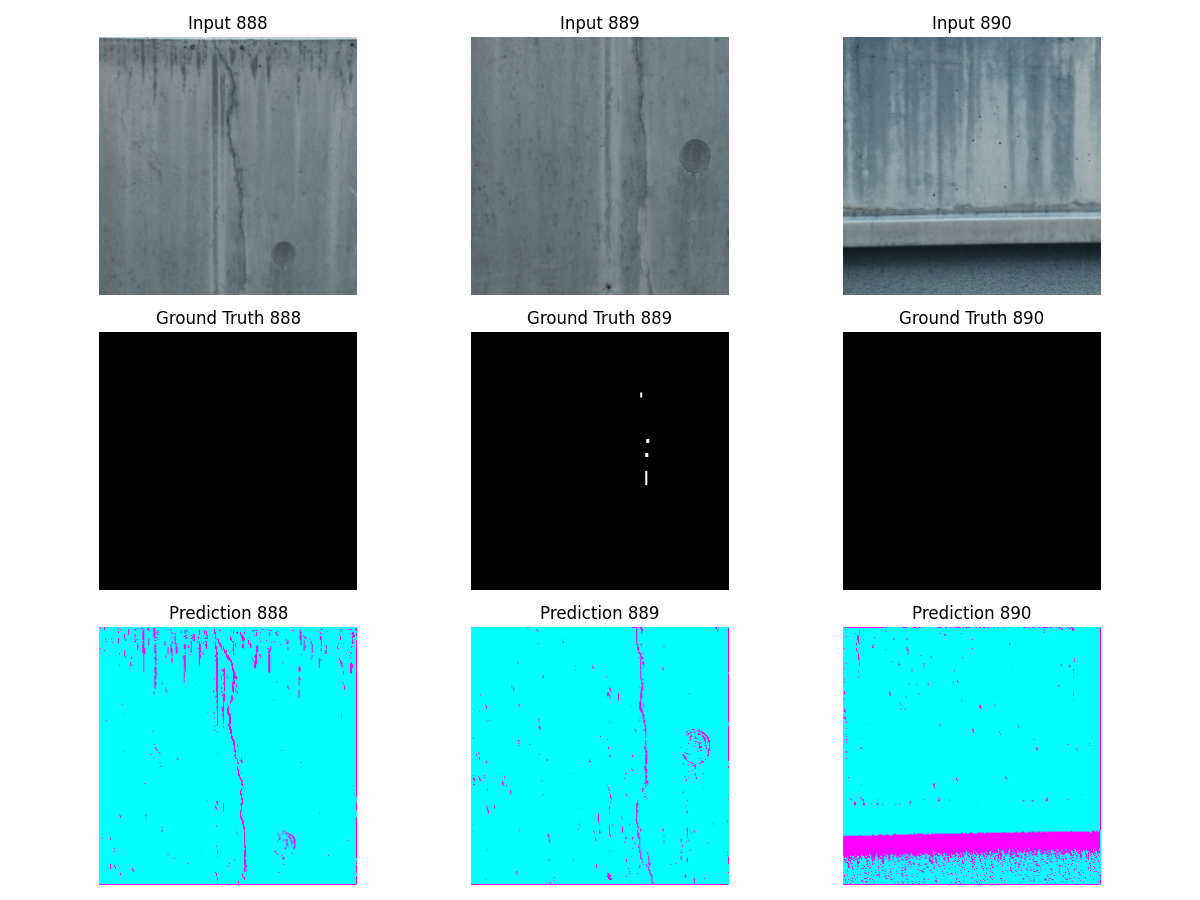 Input 888
Input 889
Input 890
Ground Truth 888
Ground Truth 889
Ground Truth 890
Prediction 888
Prediction 889
Prediction 890